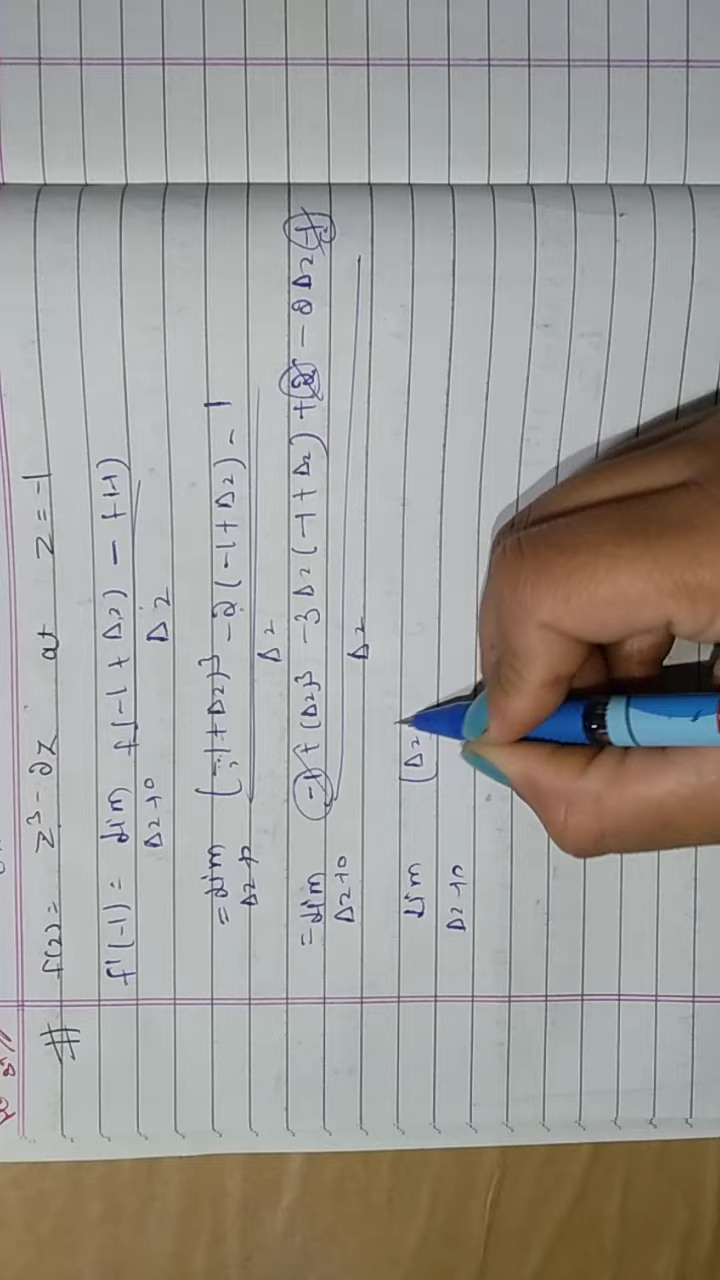 # f(z) = z³ - 2z at z = -1
f'(-1) = lim f(-1 + Δz) - f(-1)
Δz→0 Δz
= lim (-1 + Δz)³ - 2(-1 + Δz) - 1
Δz→0 Δz
= lim -1 + (Δz)³ - 3Δz(-1 + Δz) + 2 - 2Δz - 1
Δz→0 Δz
lim (Δz
Δz→0